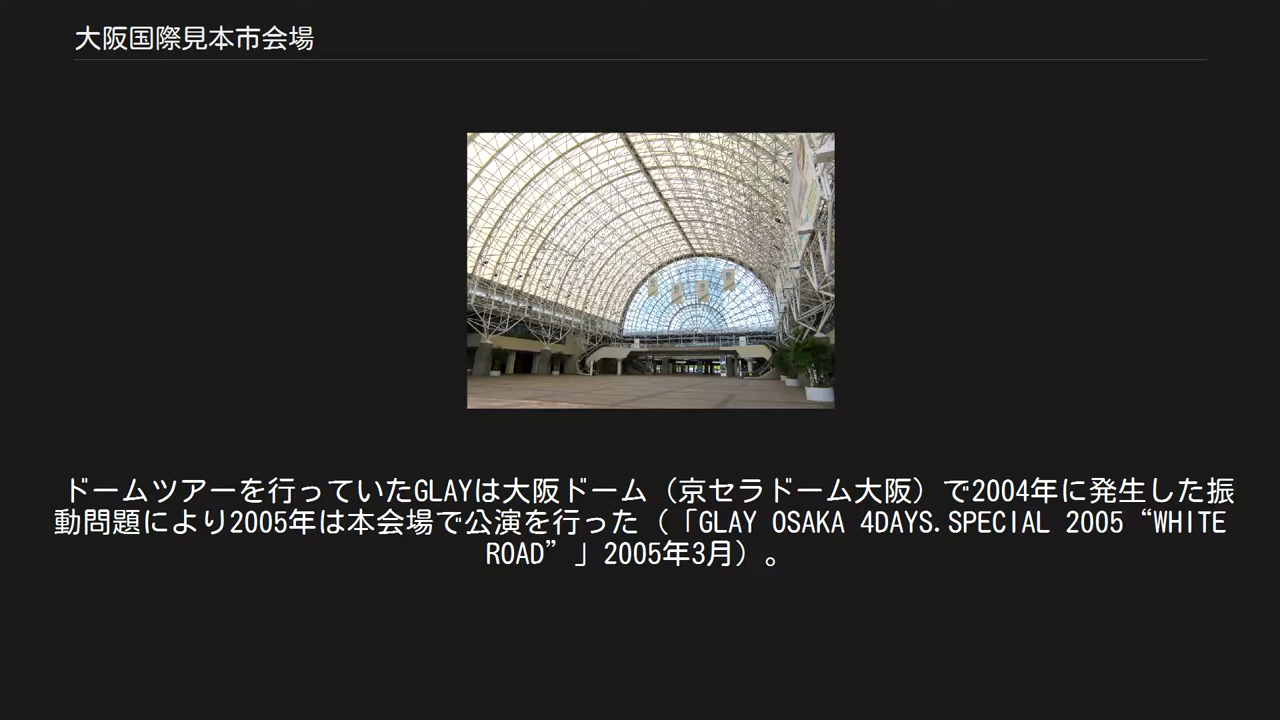 大阪国際見本市会場
ドームツアーを行っていたGLAYは大阪ドーム（京セラドーム大阪）で2004年に発生した振
動問題により2005年は本会場で公演を行った（「GLAY OSAKA 4DAYS.SPECIAL 2005“WHITE
ROAD”」2005年3月）。